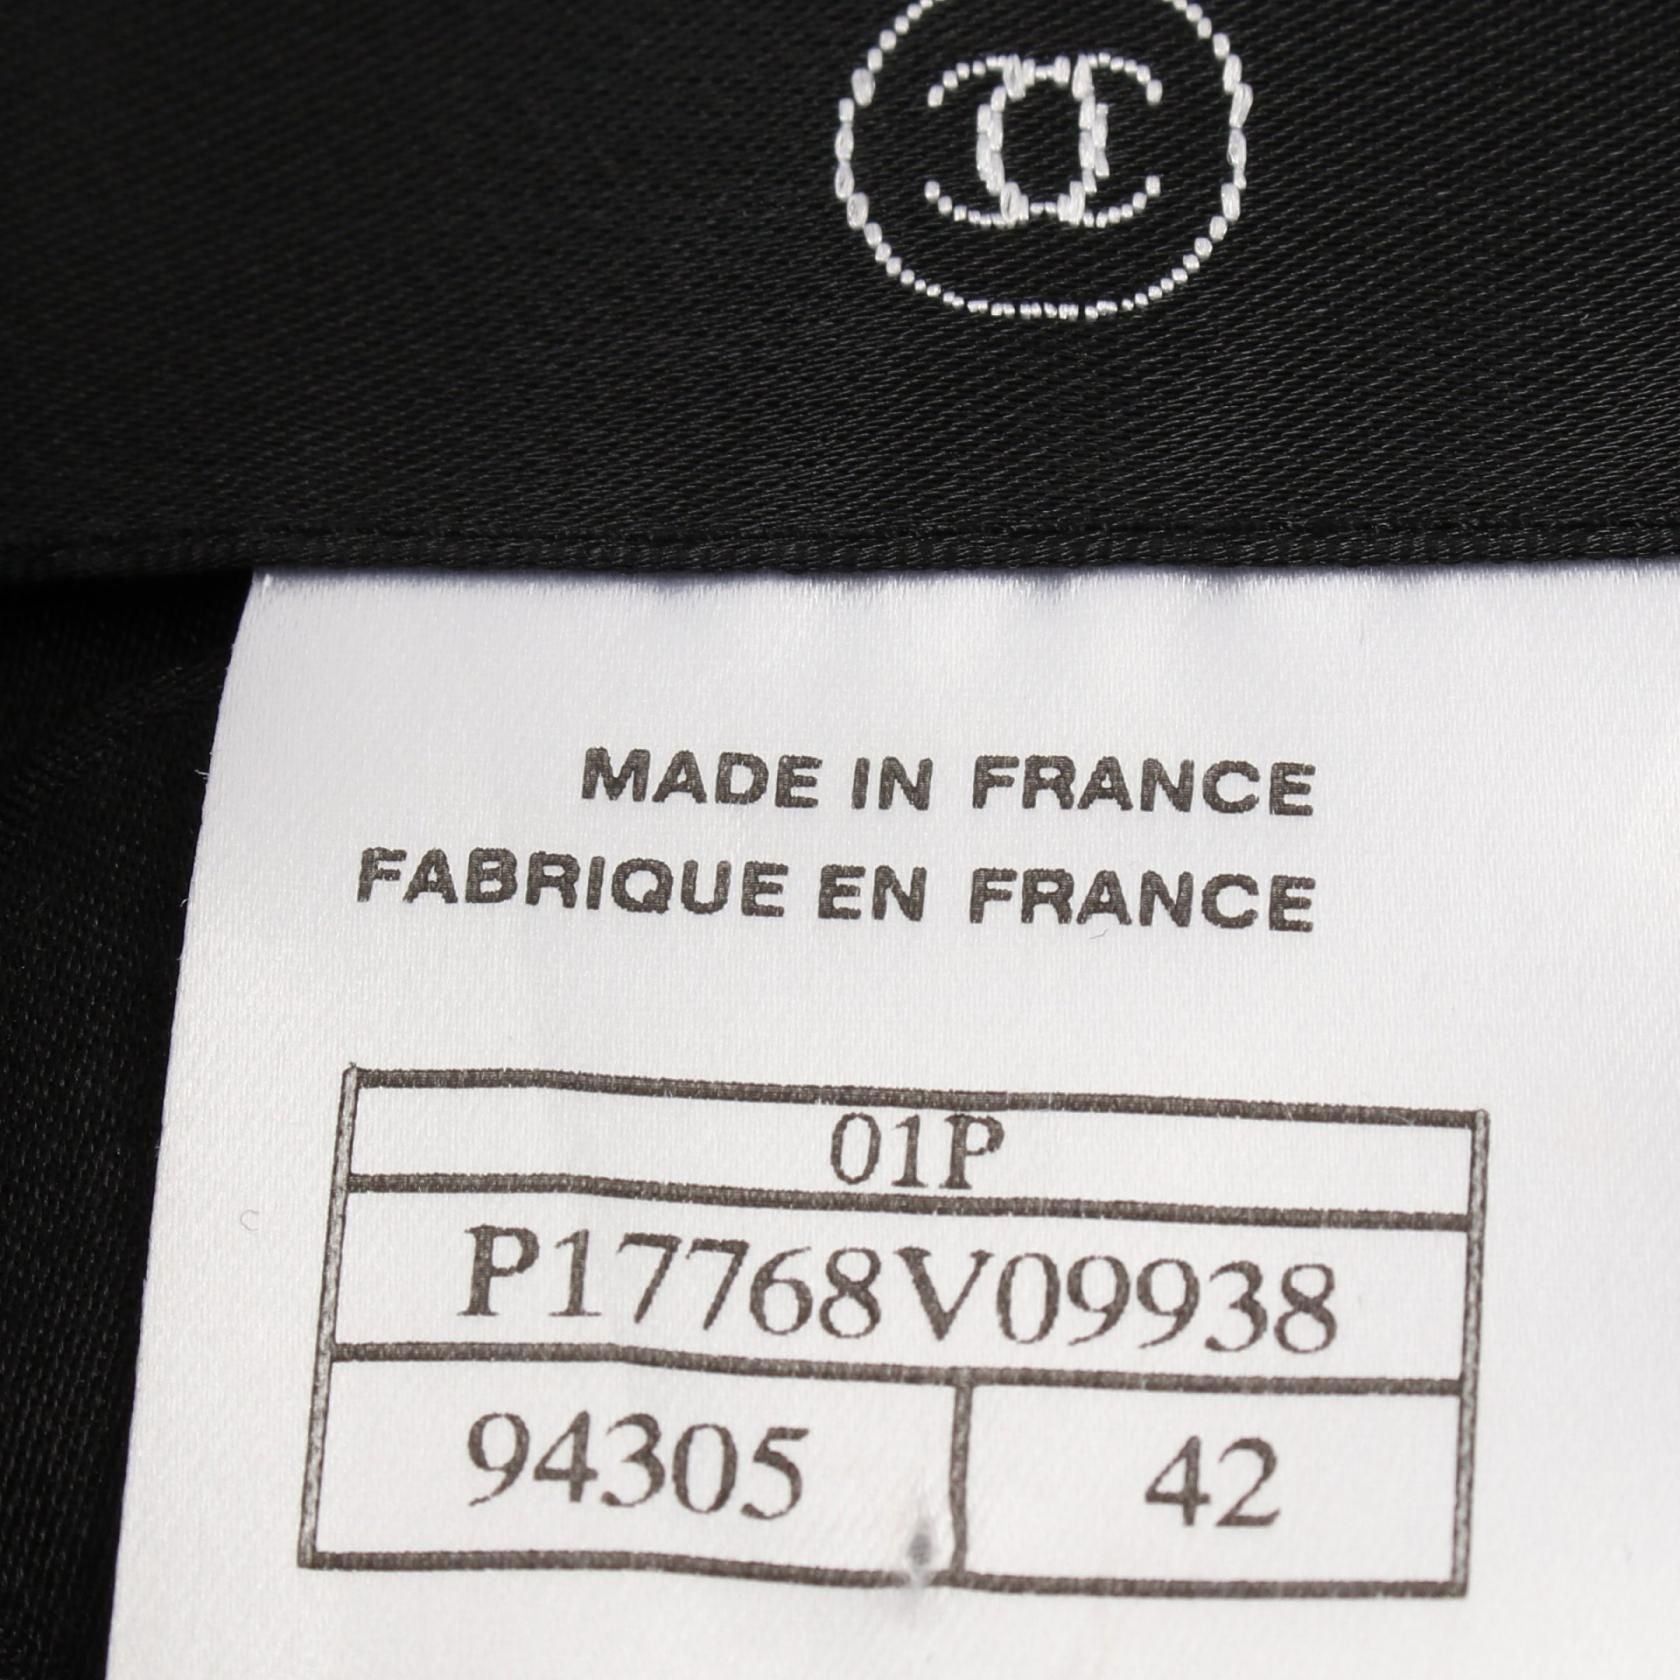 MADE IN FRANCE
FABRIQUE EN FRANCE
01P
P17768V09938
94305 42